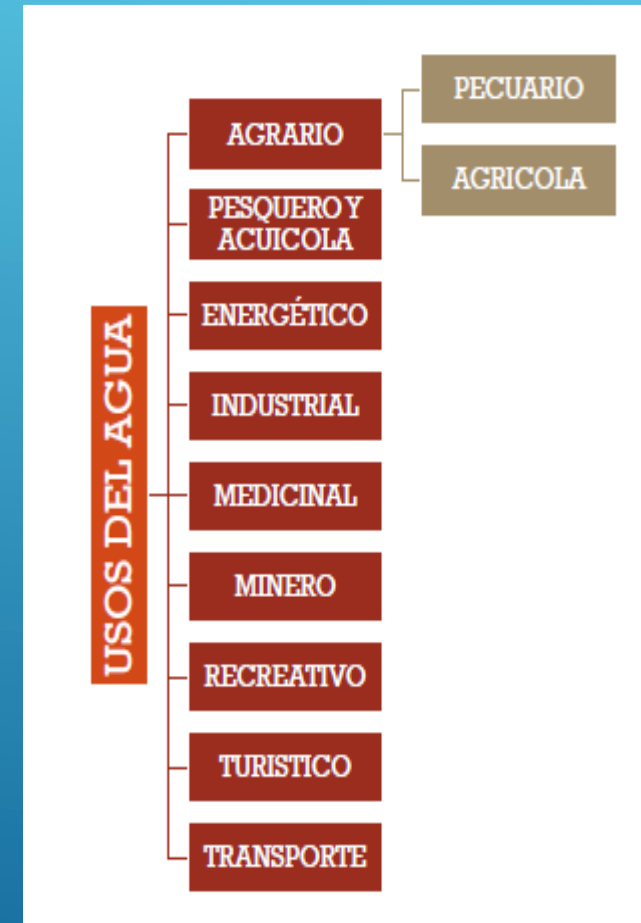 USOS DEL AGUA
AGRARIO
PECUARIO
AGRICOLA
PESQUERO Y
ACUICOLA
ENERGÉTICO
INDUSTRIAL
MEDICINAL
MINERO
RECREATIVO
TURISTICO
TRANSPORTE